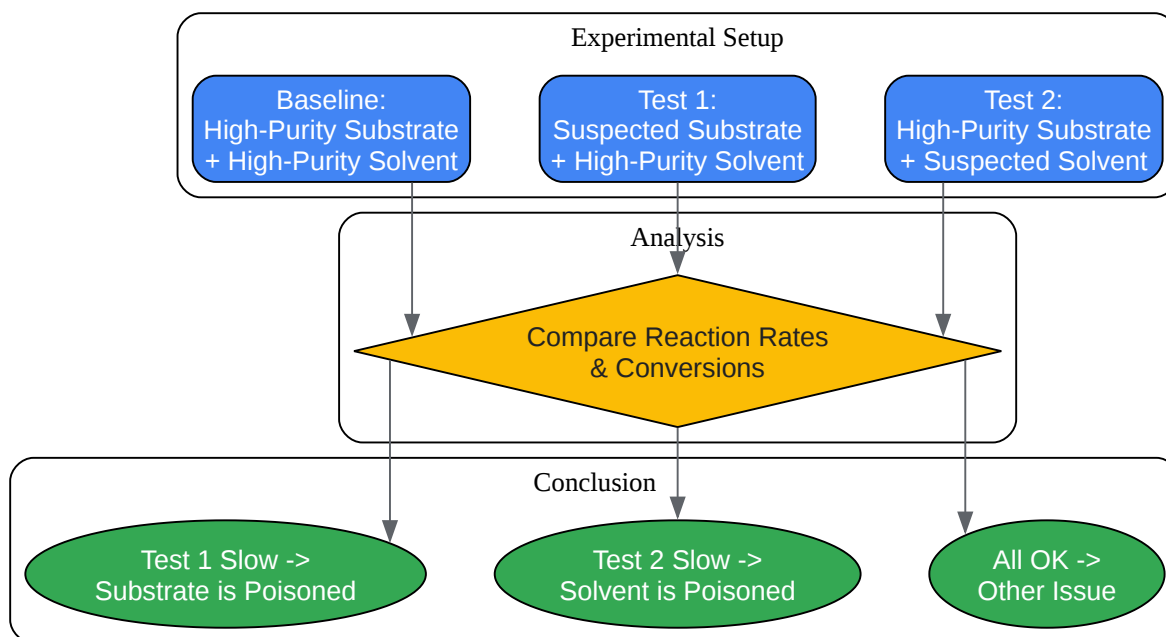 Experimental Setup
Baseline:
High-Purity Substrate
+ High-Purity Solvent
Test 1:
Suspected Substrate
+ High-Purity Solvent
Test 2:
High-Purity Substrate
+ Suspected Solvent
Analysis
Compare Reaction Rates
& Conversions
Conclusion
Test 1 Slow ->
Substrate is Poisoned
Test 2 Slow ->
Solvent is Poisoned
All OK ->
Other Issue